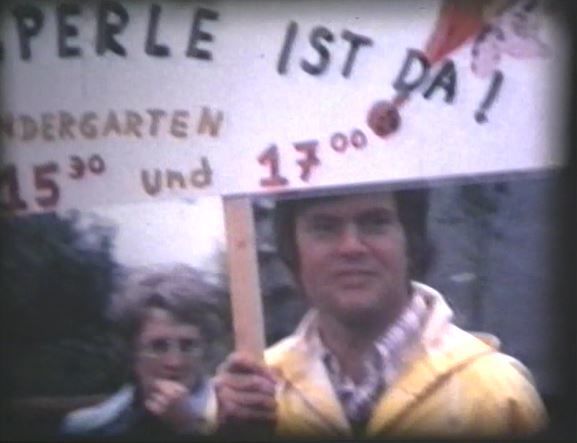 PERLE IST DA!
NDERGARTEN
15³⁰ und 17⁰⁰